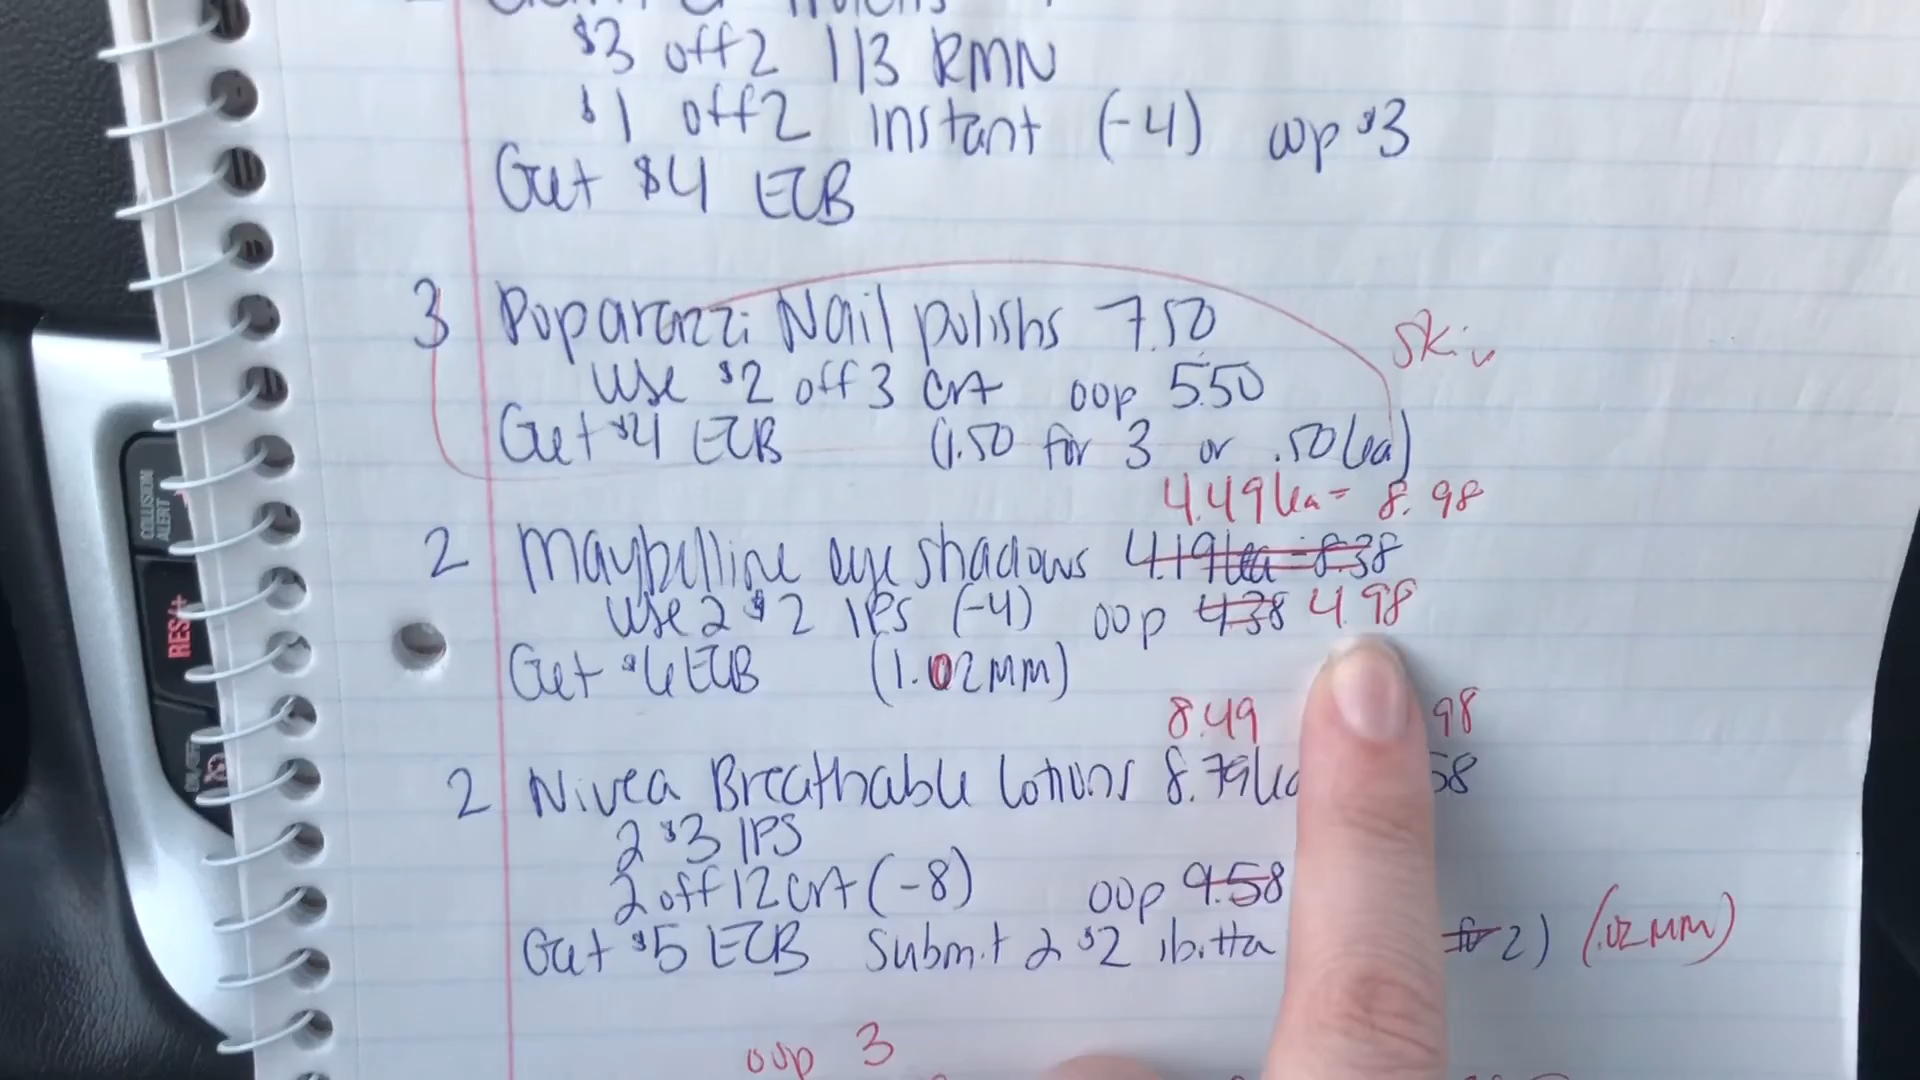 $3 off 2 1/3 RMN
$1 off 2 instant (-4) oop $3
Get $4 ECB
3 Poparazzi Nail polishs 7.50
Skip
use $2 off 3 crt oop 5.50
Get $4 ECB (1.50 for 3 or .50 (ea)
4.49 (ea = 8.98
2 Maybelline eye shadows 4.19 (ea = 8.38
use 2 $2 IPS (-4) oop 4.38 4.98
Get $6 ECB (1.02 MM)
8.49 98
2 Nivea Breathable lotions 8.79 (ea 58
2 $3 IPS
2 off 12 crt (-8) oop 9.58
Get $5 ECB Submit 2 $2 ibotta for 2) (.02 MM)
oop 3
COLLISION
ALERT
RES/+